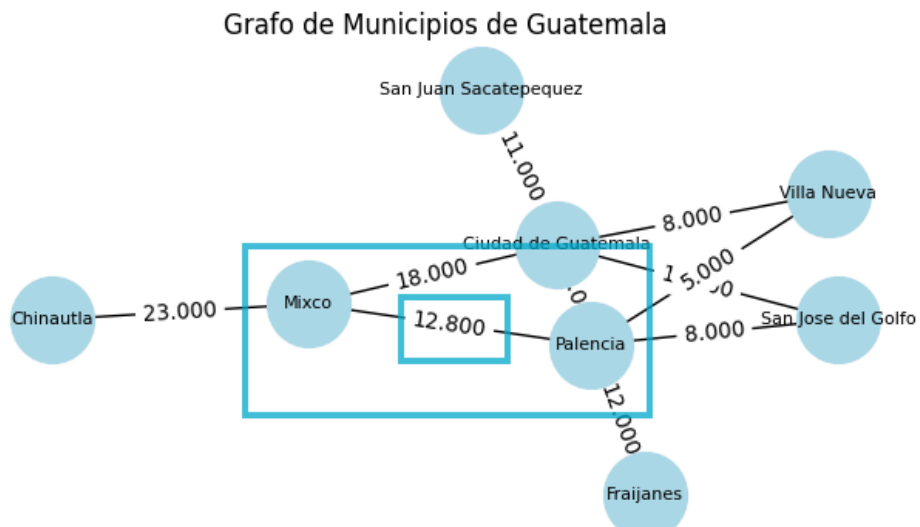 Grafo de Municipios de Guatemala
San Juan Sacatepequez
11.000
Villa Nueva
8.000
Ciudad de Guatemala
18.000
5.000
Mixco
23.000
Chinautla
12.800
Palencia
8.000
San Jose del Golfo
12.000
Fraijanes